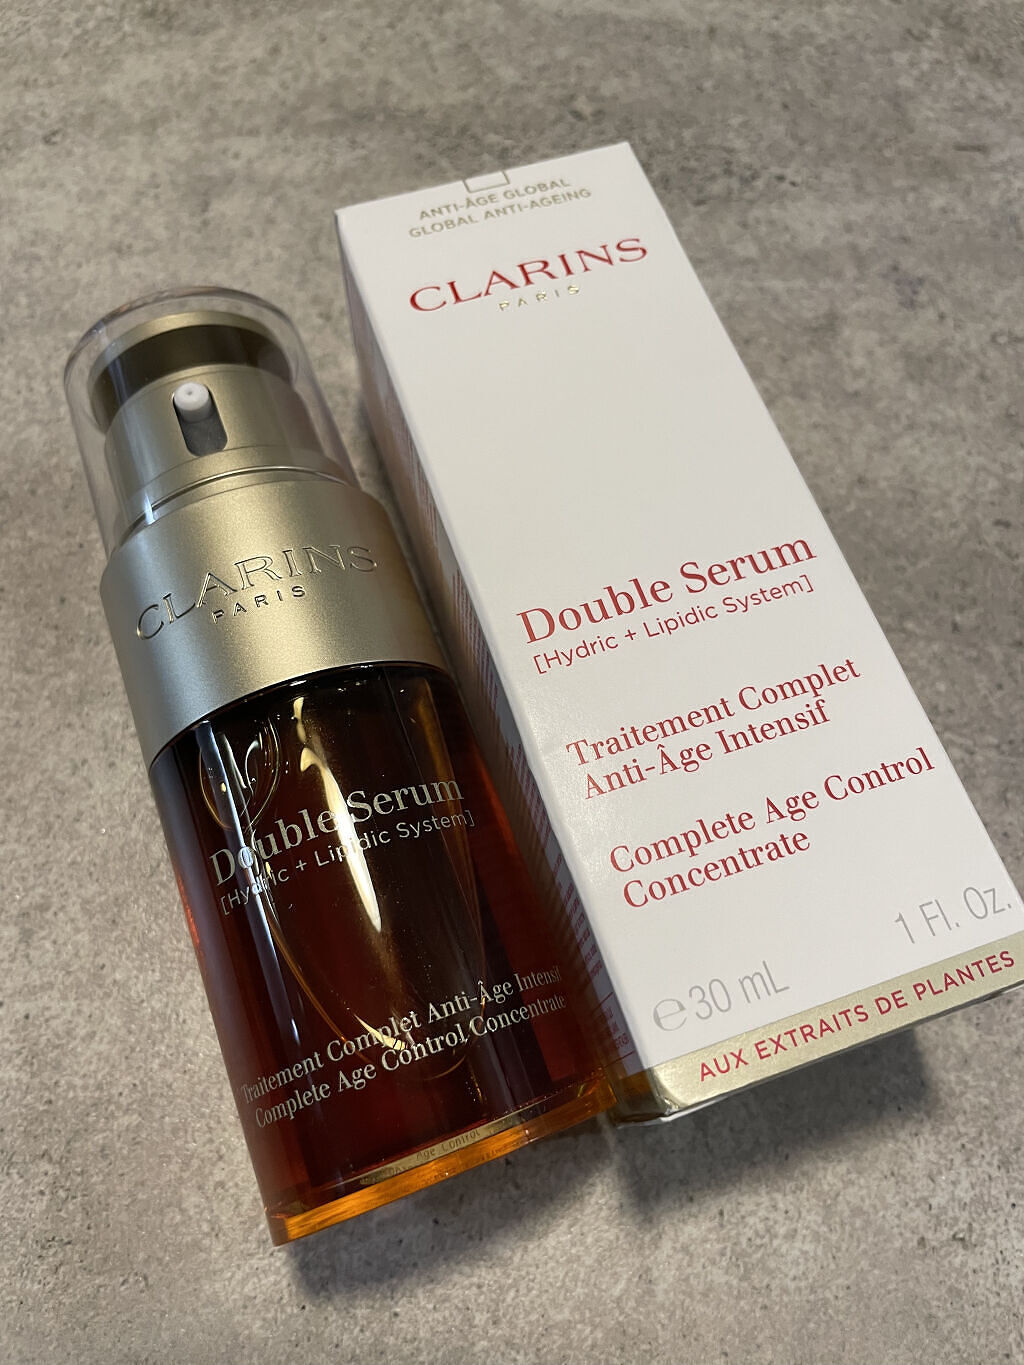 ANTI-ÂGE GLOBAL
GLOBAL ANTI-AGEING
CLARINS
PARIS
Double Serum
[Hydric + Lipidic System]
Traitement Complet
Anti-Âge Intensif
Complete Age Control
Concentrate
℮30 mL
1 Fl. Oz.
AUX EXTRAITS DE PLANTES
CLARINS
PARIS
Double Serum
[Hydric + Lipidic System]
Traitement Complet Anti-Âge Intensif
Complete Age Control Concentrate
Age Control